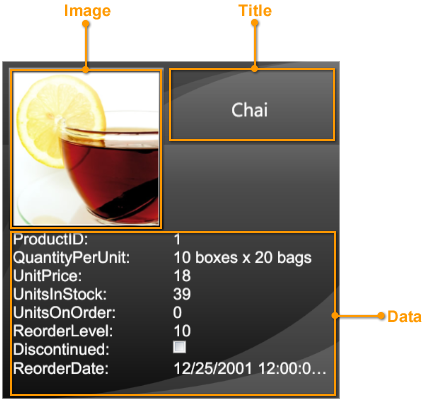 Image Title
Chai
ProductID: 1
QuantityPerUnit: 10 boxes x 20 bags
UnitPrice: 18
UnitsInStock: 39
UnitsOnOrder: 0
Data
ReorderLevel: 10
Discontinued:
ReorderDate: 12/25/2001 12:00:0...